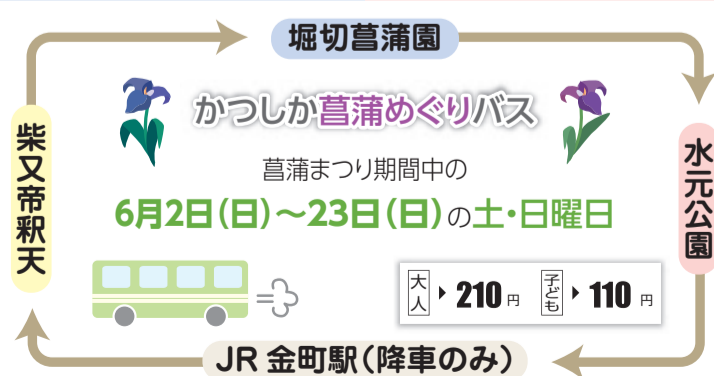 堀切菖蒲園
かつしか菖蒲めぐりバス
菖蒲まつり期間中の
6月2日(日)〜23日(日)の土・日曜日
柴又帝釈天
水元公園
大人 210円 子ども 110円
JR金町駅(降車のみ)